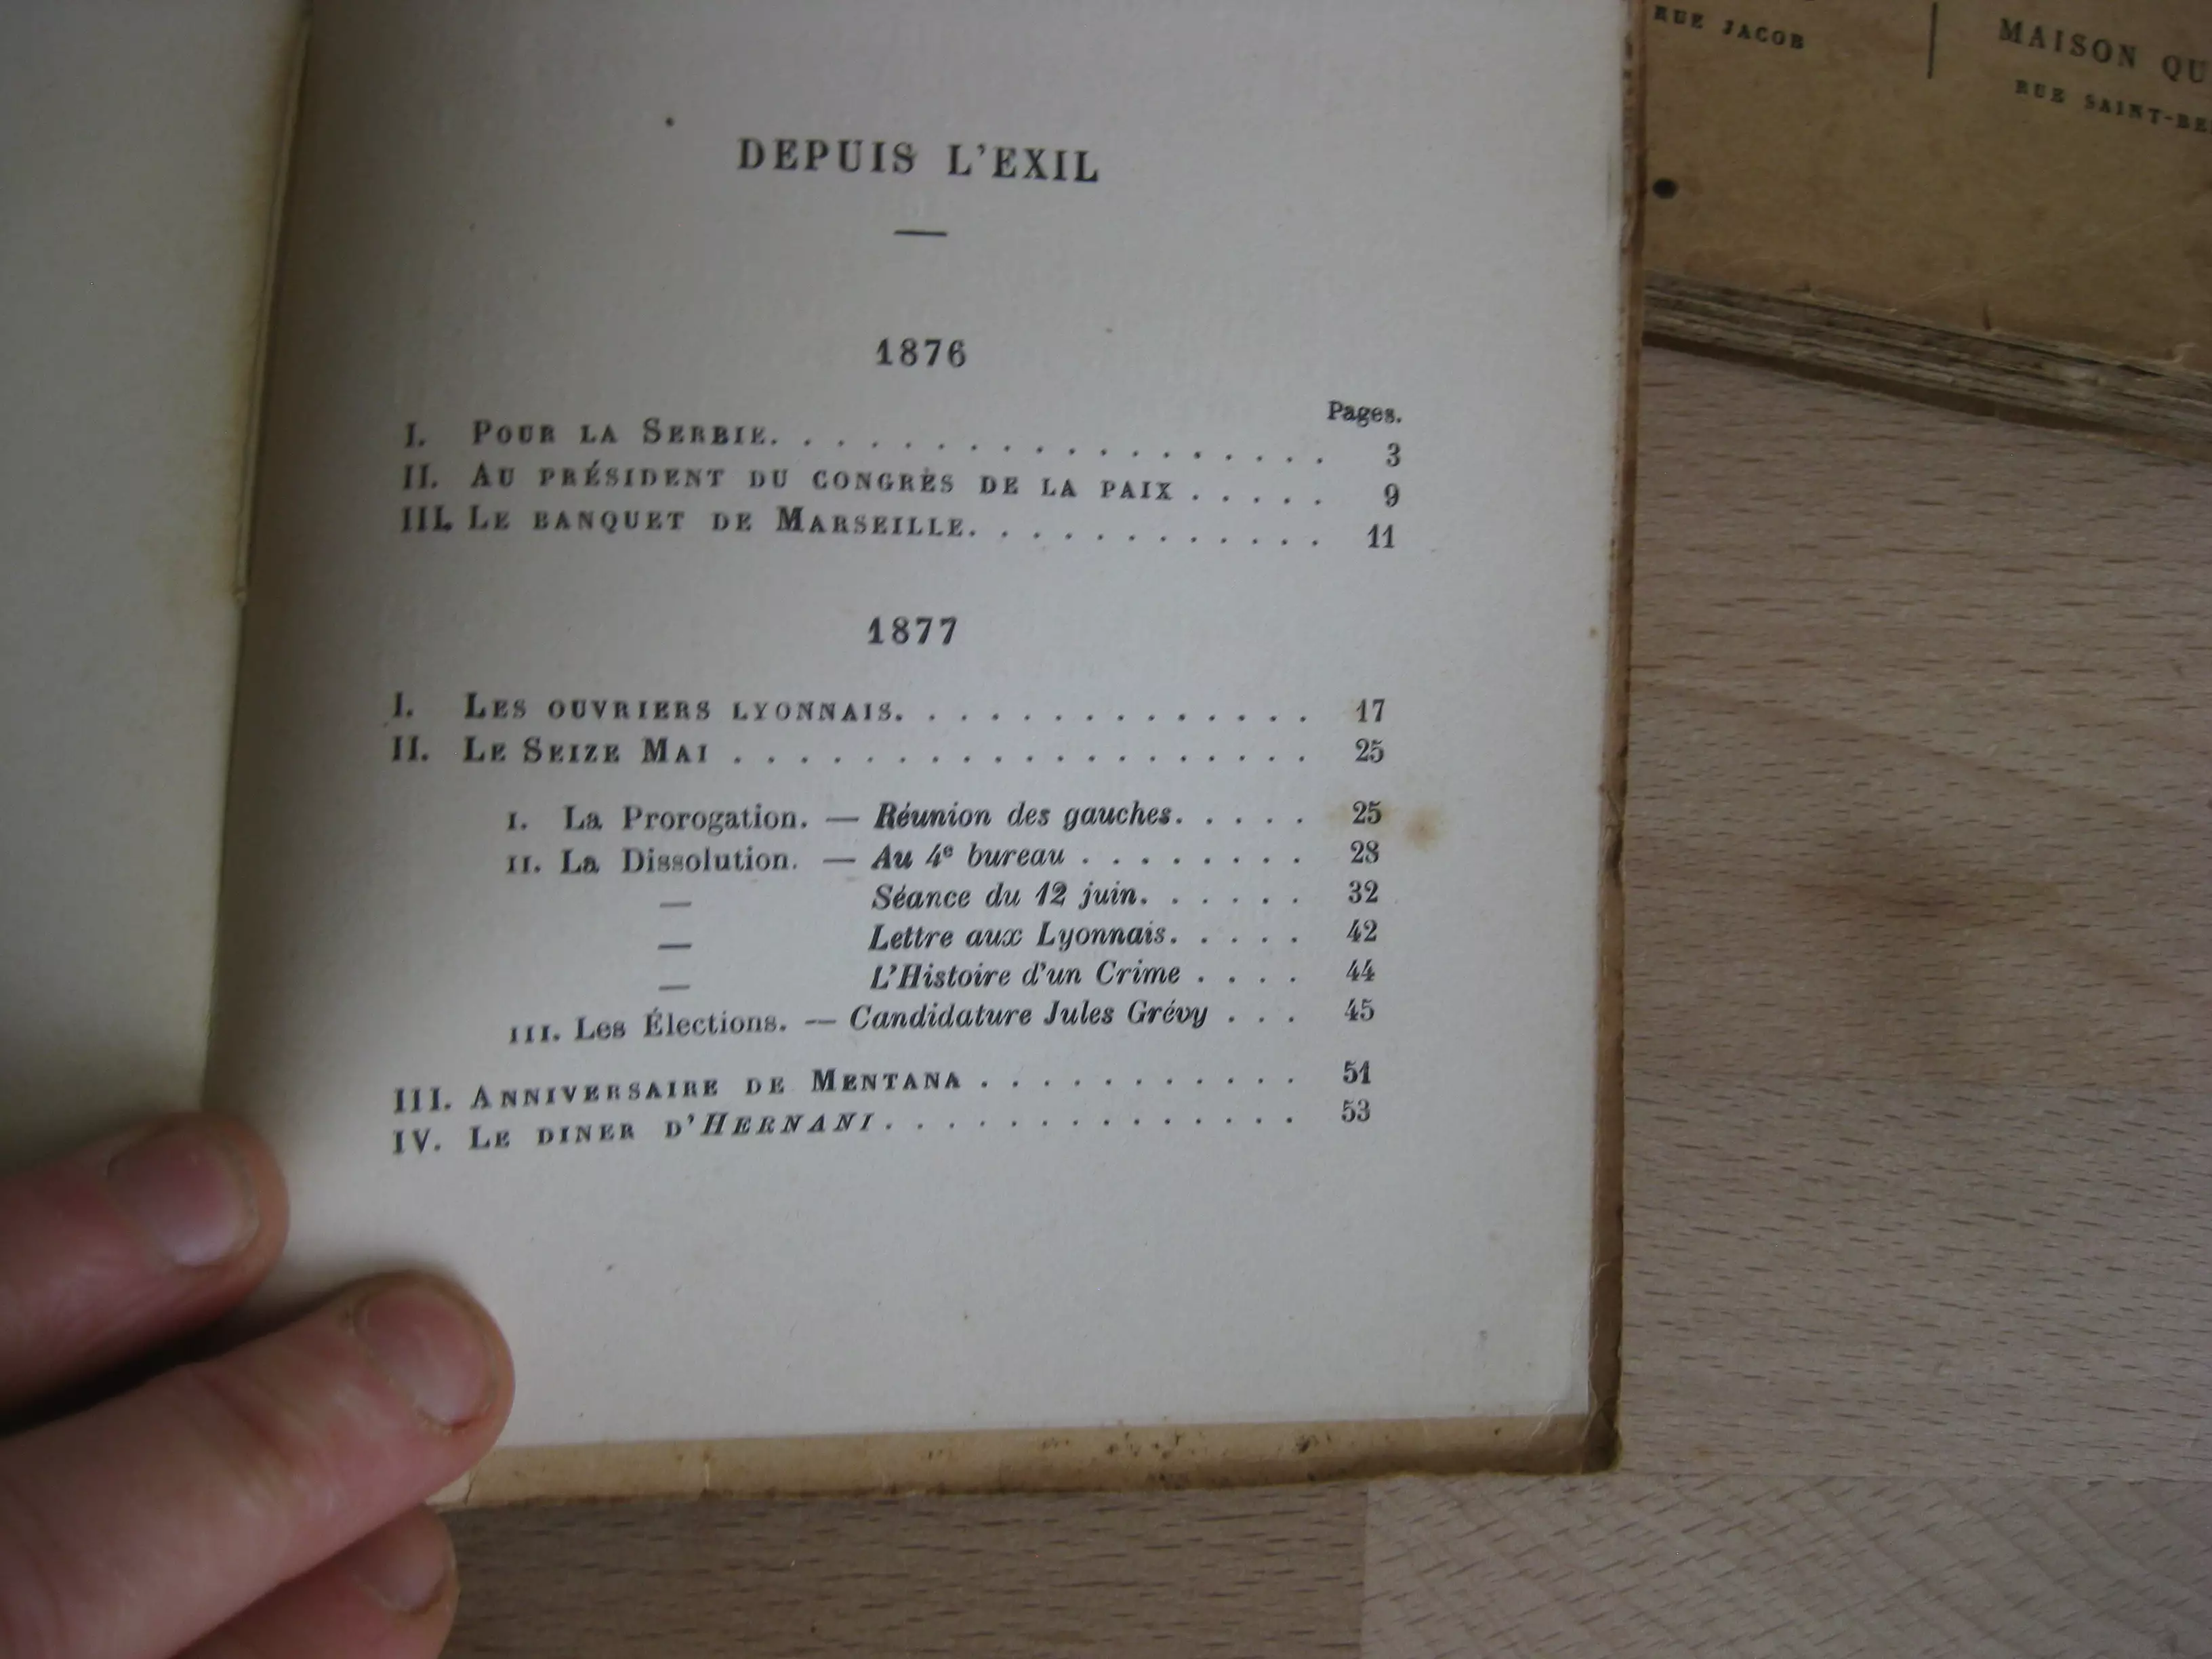 DEPUIS L'EXIL
—
1876
Pages.
I. POUR LA SERBIE. . . . . . . . . . . . . . . . . . 3
II. AU PRÉSIDENT DU CONGRÈS DE LA PAIX . . . . . 9
III. LE BANQUET DE MARSEILLE. . . . . . . . . . . . 11
1877
I. LES OUVRIERS LYONNAIS. . . . . . . . . . . . . . 17
II. LE SEIZE MAI . . . . . . . . . . . . . . . . . . 25
I. La Prorogation. — Réunion des gauches. . . . . 25
II. La Dissolution. — Au 4e bureau . . . . . . . . 28
— Séance du 12 juin. . . . . . 32
— Lettre aux Lyonnais. . . . . 42
— L'Histoire d'un Crime . . . . 44
III. Les Élections. — Candidature Jules Grévy . . . 45
III. ANNIVERSAIRE DE MENTANA . . . . . . . . . . . 51
IV. LE DINER D'HERNANI. . . . . . . . . . . . . . 53
RUE JACOB
MAISON QU
RUE SAINT-BE